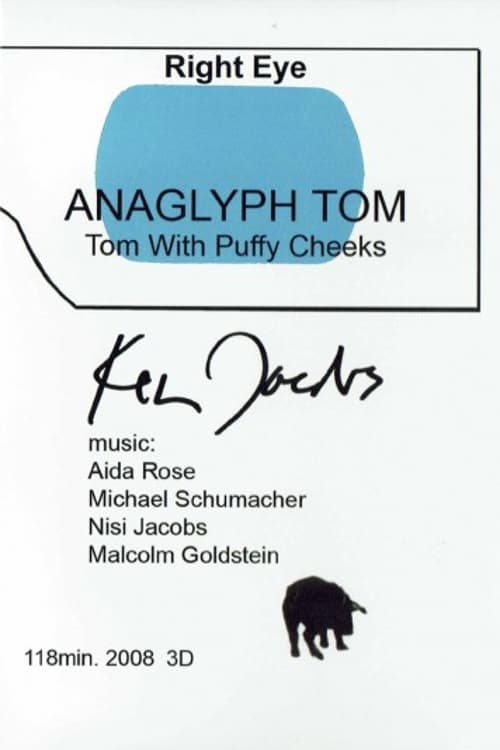 Right Eye
ANAGLYPH TOM
Tom With Puffy Cheeks
Ken Jacobs
music:
Aida Rose
Michael Schumacher
Nisi Jacobs
Malcolm Goldstein
118min. 2008 3D